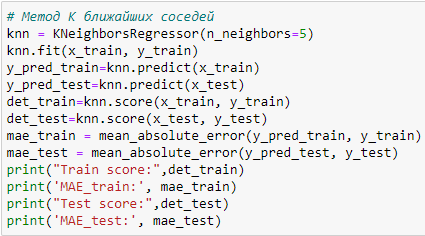 # Метод К ближайших соседей
knn = KNeighborsRegressor(n_neighbors=5)
knn.fit(x_train, y_train)
y_pred_train=knn.predict(x_train)
y_pred_test=knn.predict(x_test)
det_train=knn.score(x_train, y_train)
det_test=knn.score(x_test, y_test)
mae_train = mean_absolute_error(y_pred_train, y_train)
mae_test = mean_absolute_error(y_pred_test, y_test)
print("Train score:",det_train)
print('MAE_train:', mae_train)
print("Test score:",det_test)
print('MAE_test:', mae_test)